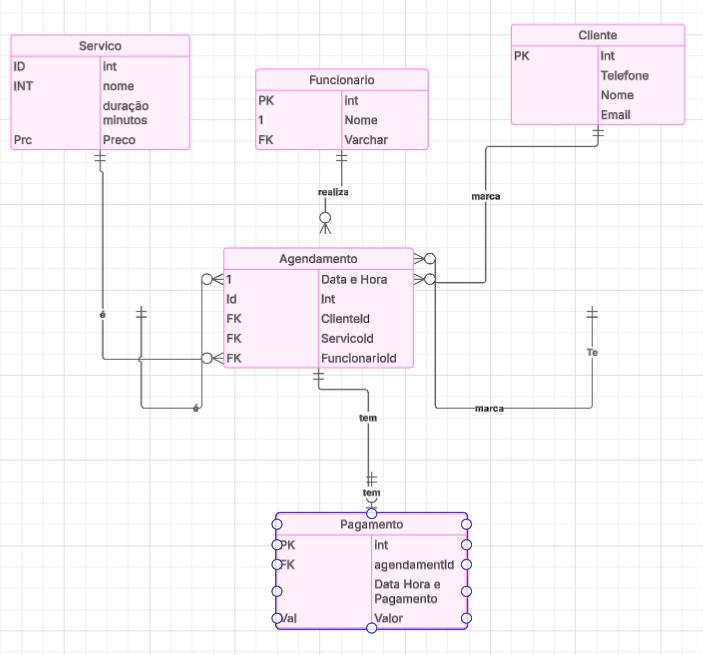 Servico
ID int
INT nome
duração
minutos
Prc Preco
Funcionario
PK int
1 Nome
FK Varchar
Cliente
PK Int
Telefone
Nome
Email
realiza
marca
Agendamento
1 Data e Hora
Id Int
FK ClienteId
FK ServicoId
FK FuncionarioId
é
Te
é
marca
tem
tem
Pagamento
PK int
FK agendamentId
Data Hora e
Pagamento
Val Valor